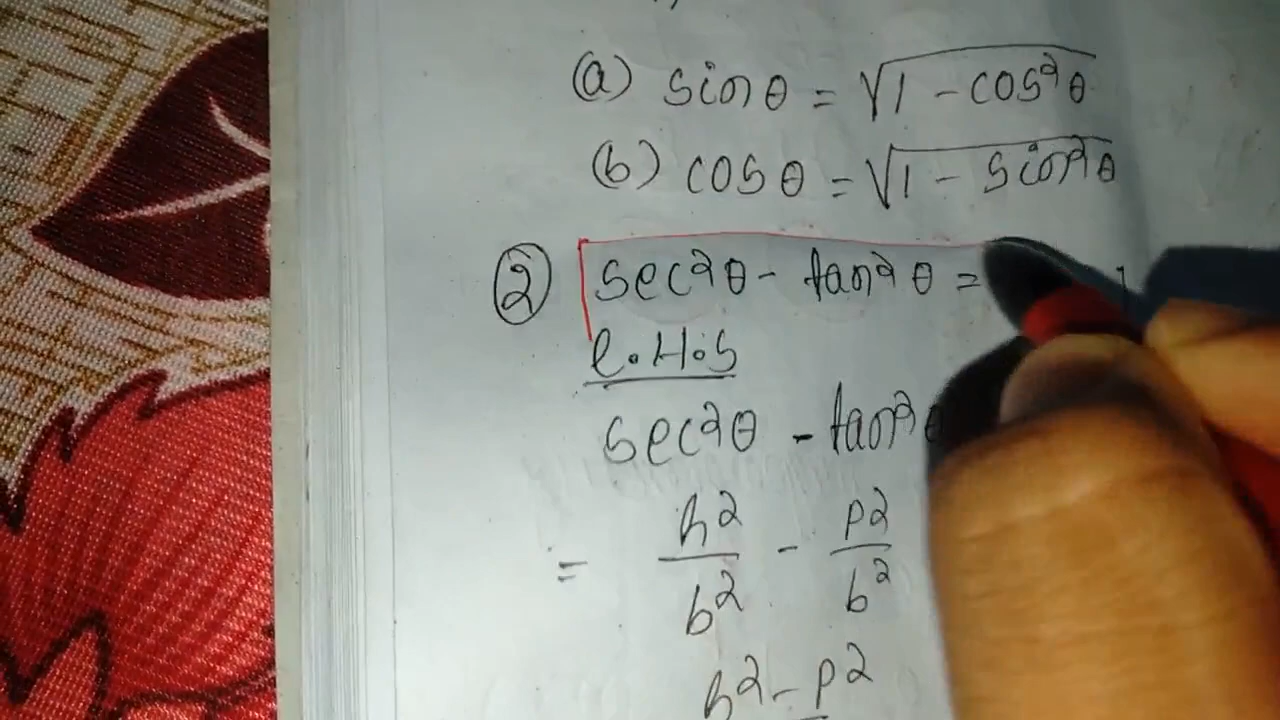 (a) sinθ = √1 - cos²θ
(b) cosθ = √1 - sin²θ
② sec²θ - tan²θ =
L.H.S
sec²θ - tan²θ
= h²/b² - p²/b²
h² - p²